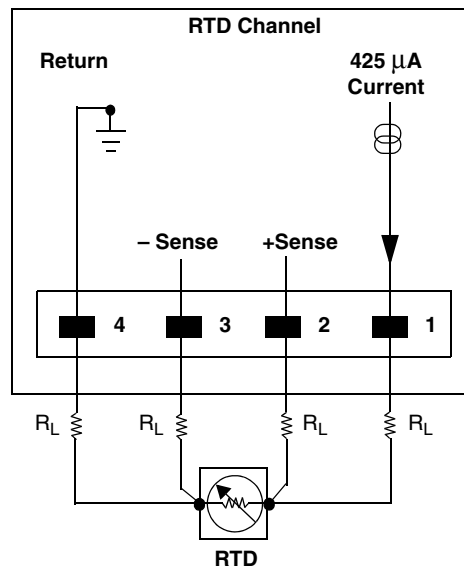 RTD Channel
Return
425 μA
Current
– Sense
+Sense
4
3
2
1
RL
RL
RL
RL
RTD